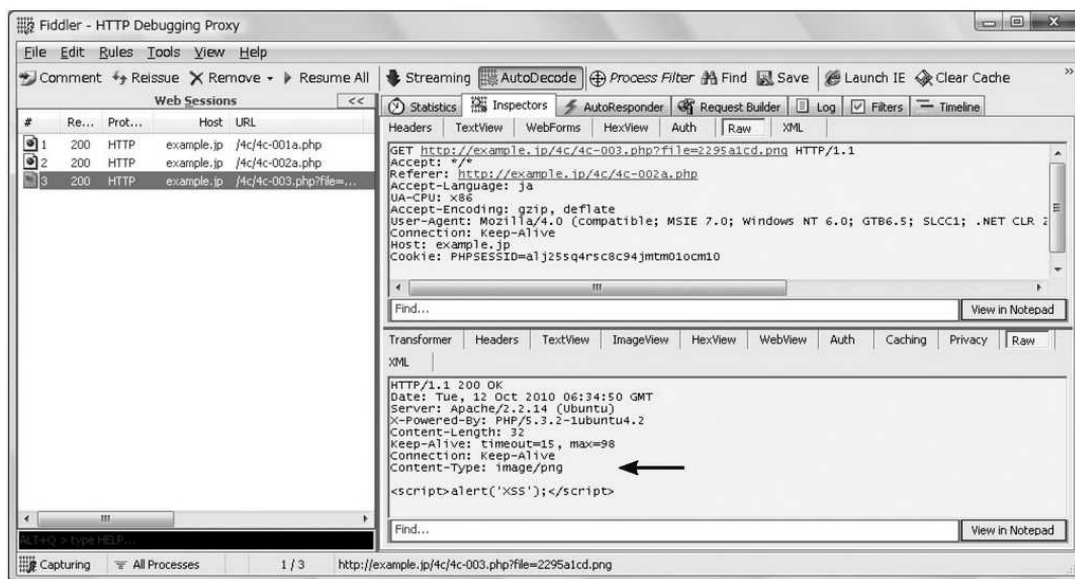 Fiddler - HTTP Debugging Proxy
File Edit Rules Tools View Help
Comment Reissue Remove Resume All Streaming AutoDecode Process Filter Find Save Launch IE Clear Cache »
Web Sessions <<
# Re... Prot... Host URL
1 200 HTTP example.jp /4c/4c-001a.php
2 200 HTTP example.jp /4c/4c-002a.php
3 200 HTTP example.jp /4c/4c-003.php?file=...
ALT+Q > type HELP...
Statistics Inspectors AutoResponder Request Builder Log Filters Timeline
Headers TextView WebForms HexView Auth Raw XML
GET http://example.jp/4c/4c-003.php?file=2295a1cd.png HTTP/1.1
Accept: */*
Referer: http://example.jp/4c/4c-002a.php
Accept-Language: ja
UA-CPU: x86
Accept-Encoding: gzip, deflate
User-Agent: Mozilla/4.0 (compatible; MSIE 7.0; Windows NT 6.0; GTB6.5; SLCC1; .NET CLR 2
Connection: Keep-Alive
Host: example.jp
Cookie: PHPSESSID=alj25sq4rsc8c94jmtm01ocm10
Find... View in Notepad
Transformer Headers TextView ImageView HexView WebView Auth Caching Privacy Raw
XML
HTTP/1.1 200 OK
Date: Tue, 12 Oct 2010 06:34:50 GMT
Server: Apache/2.2.14 (Ubuntu)
X-Powered-By: PHP/5.3.2-1ubuntu4.2
Content-Length: 32
Keep-Alive: timeout=15, max=98
Connection: Keep-Alive
Content-Type: image/png
<script>alert('XSS');</script>
Find... View in Notepad
Capturing All Processes 1 / 3 http://example.jp/4c/4c-003.php?file=2295a1cd.png